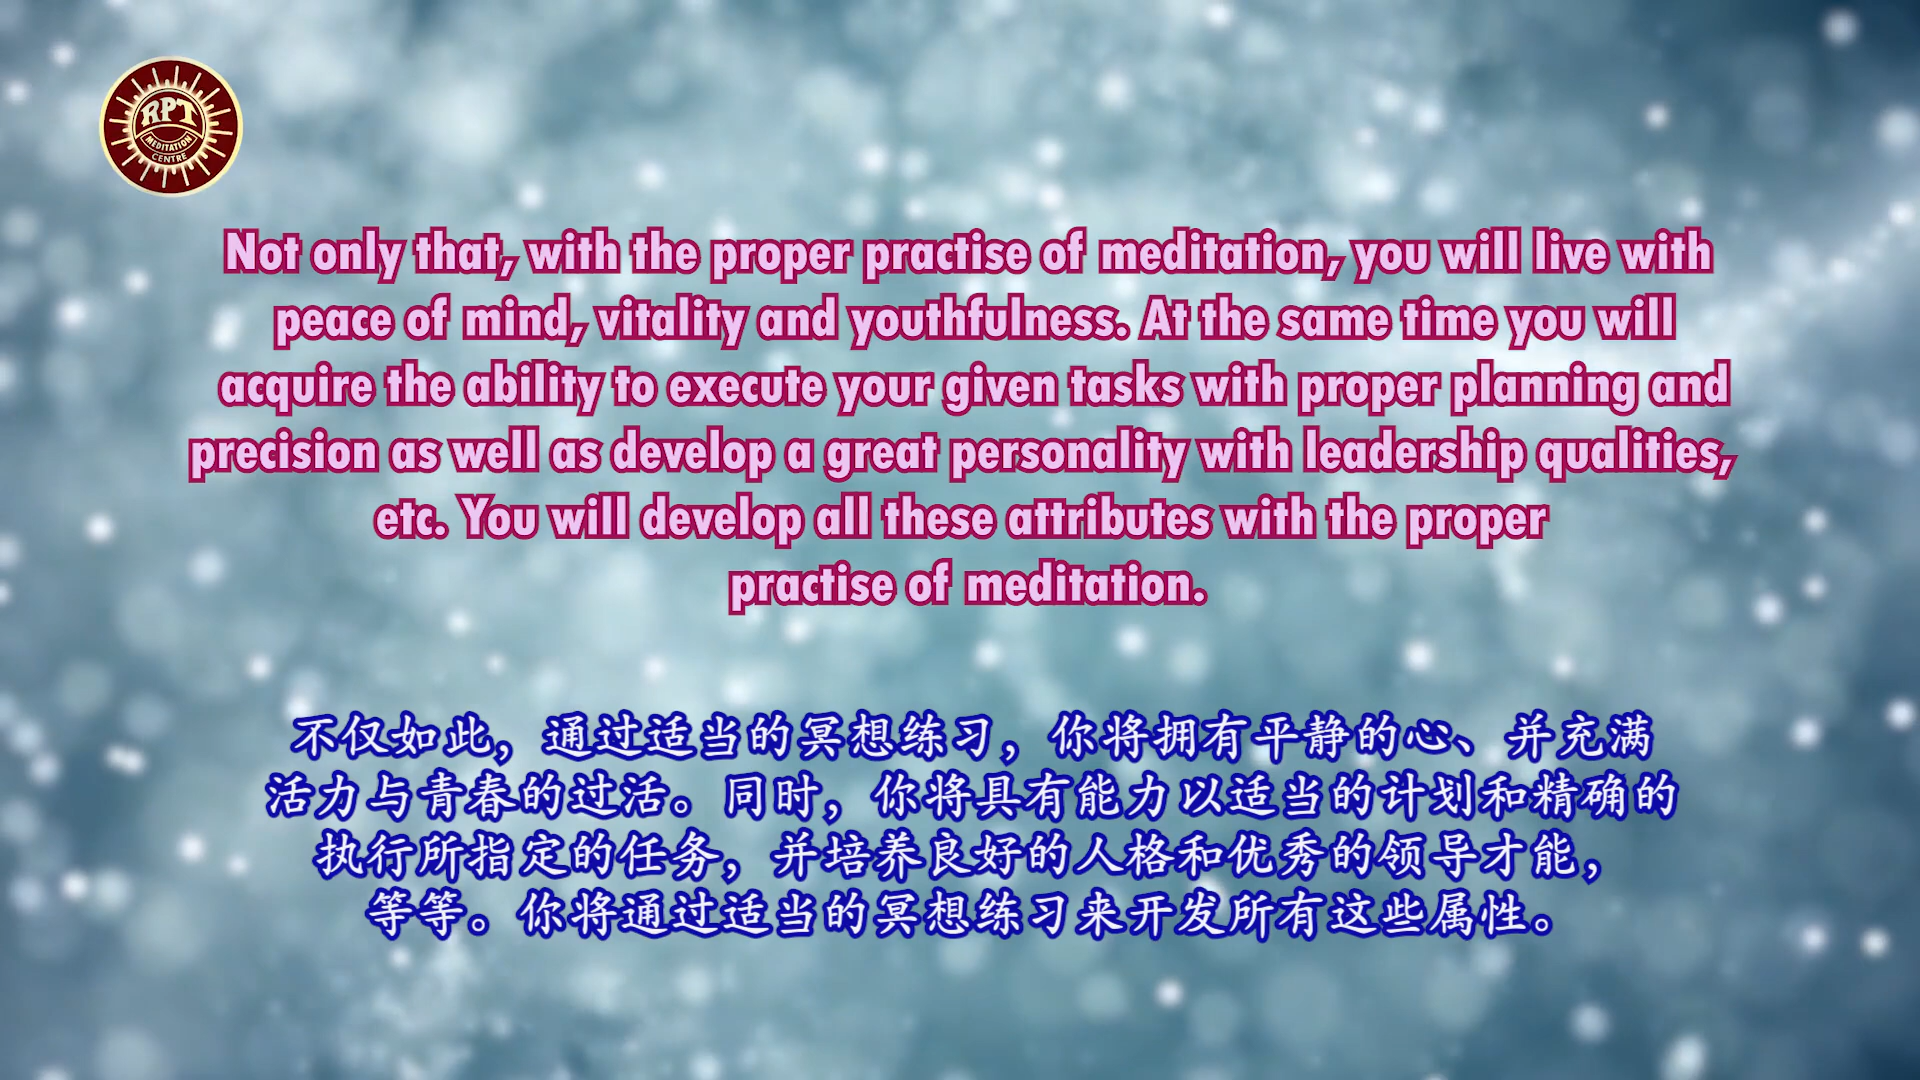 RPT
MEDITATION
CENTRE
Not only that, with the proper practise of meditation, you will live with
peace of mind, vitality and youthfulness. At the same time you will
acquire the ability to execute your given tasks with proper planning and
precision as well as develop a great personality with leadership qualities,
etc. You will develop all these attributes with the proper
practise of meditation.
不仅如此，通过适当的冥想练习，你将拥有平静的心、并充满
活力与青春的过活。同时，你将具有能力以适当的计划和精确的
执行所指定的任务，并培养良好的人格和优秀的领导才能，
等等。你将通过适当的冥想练习来开发所有这些属性。